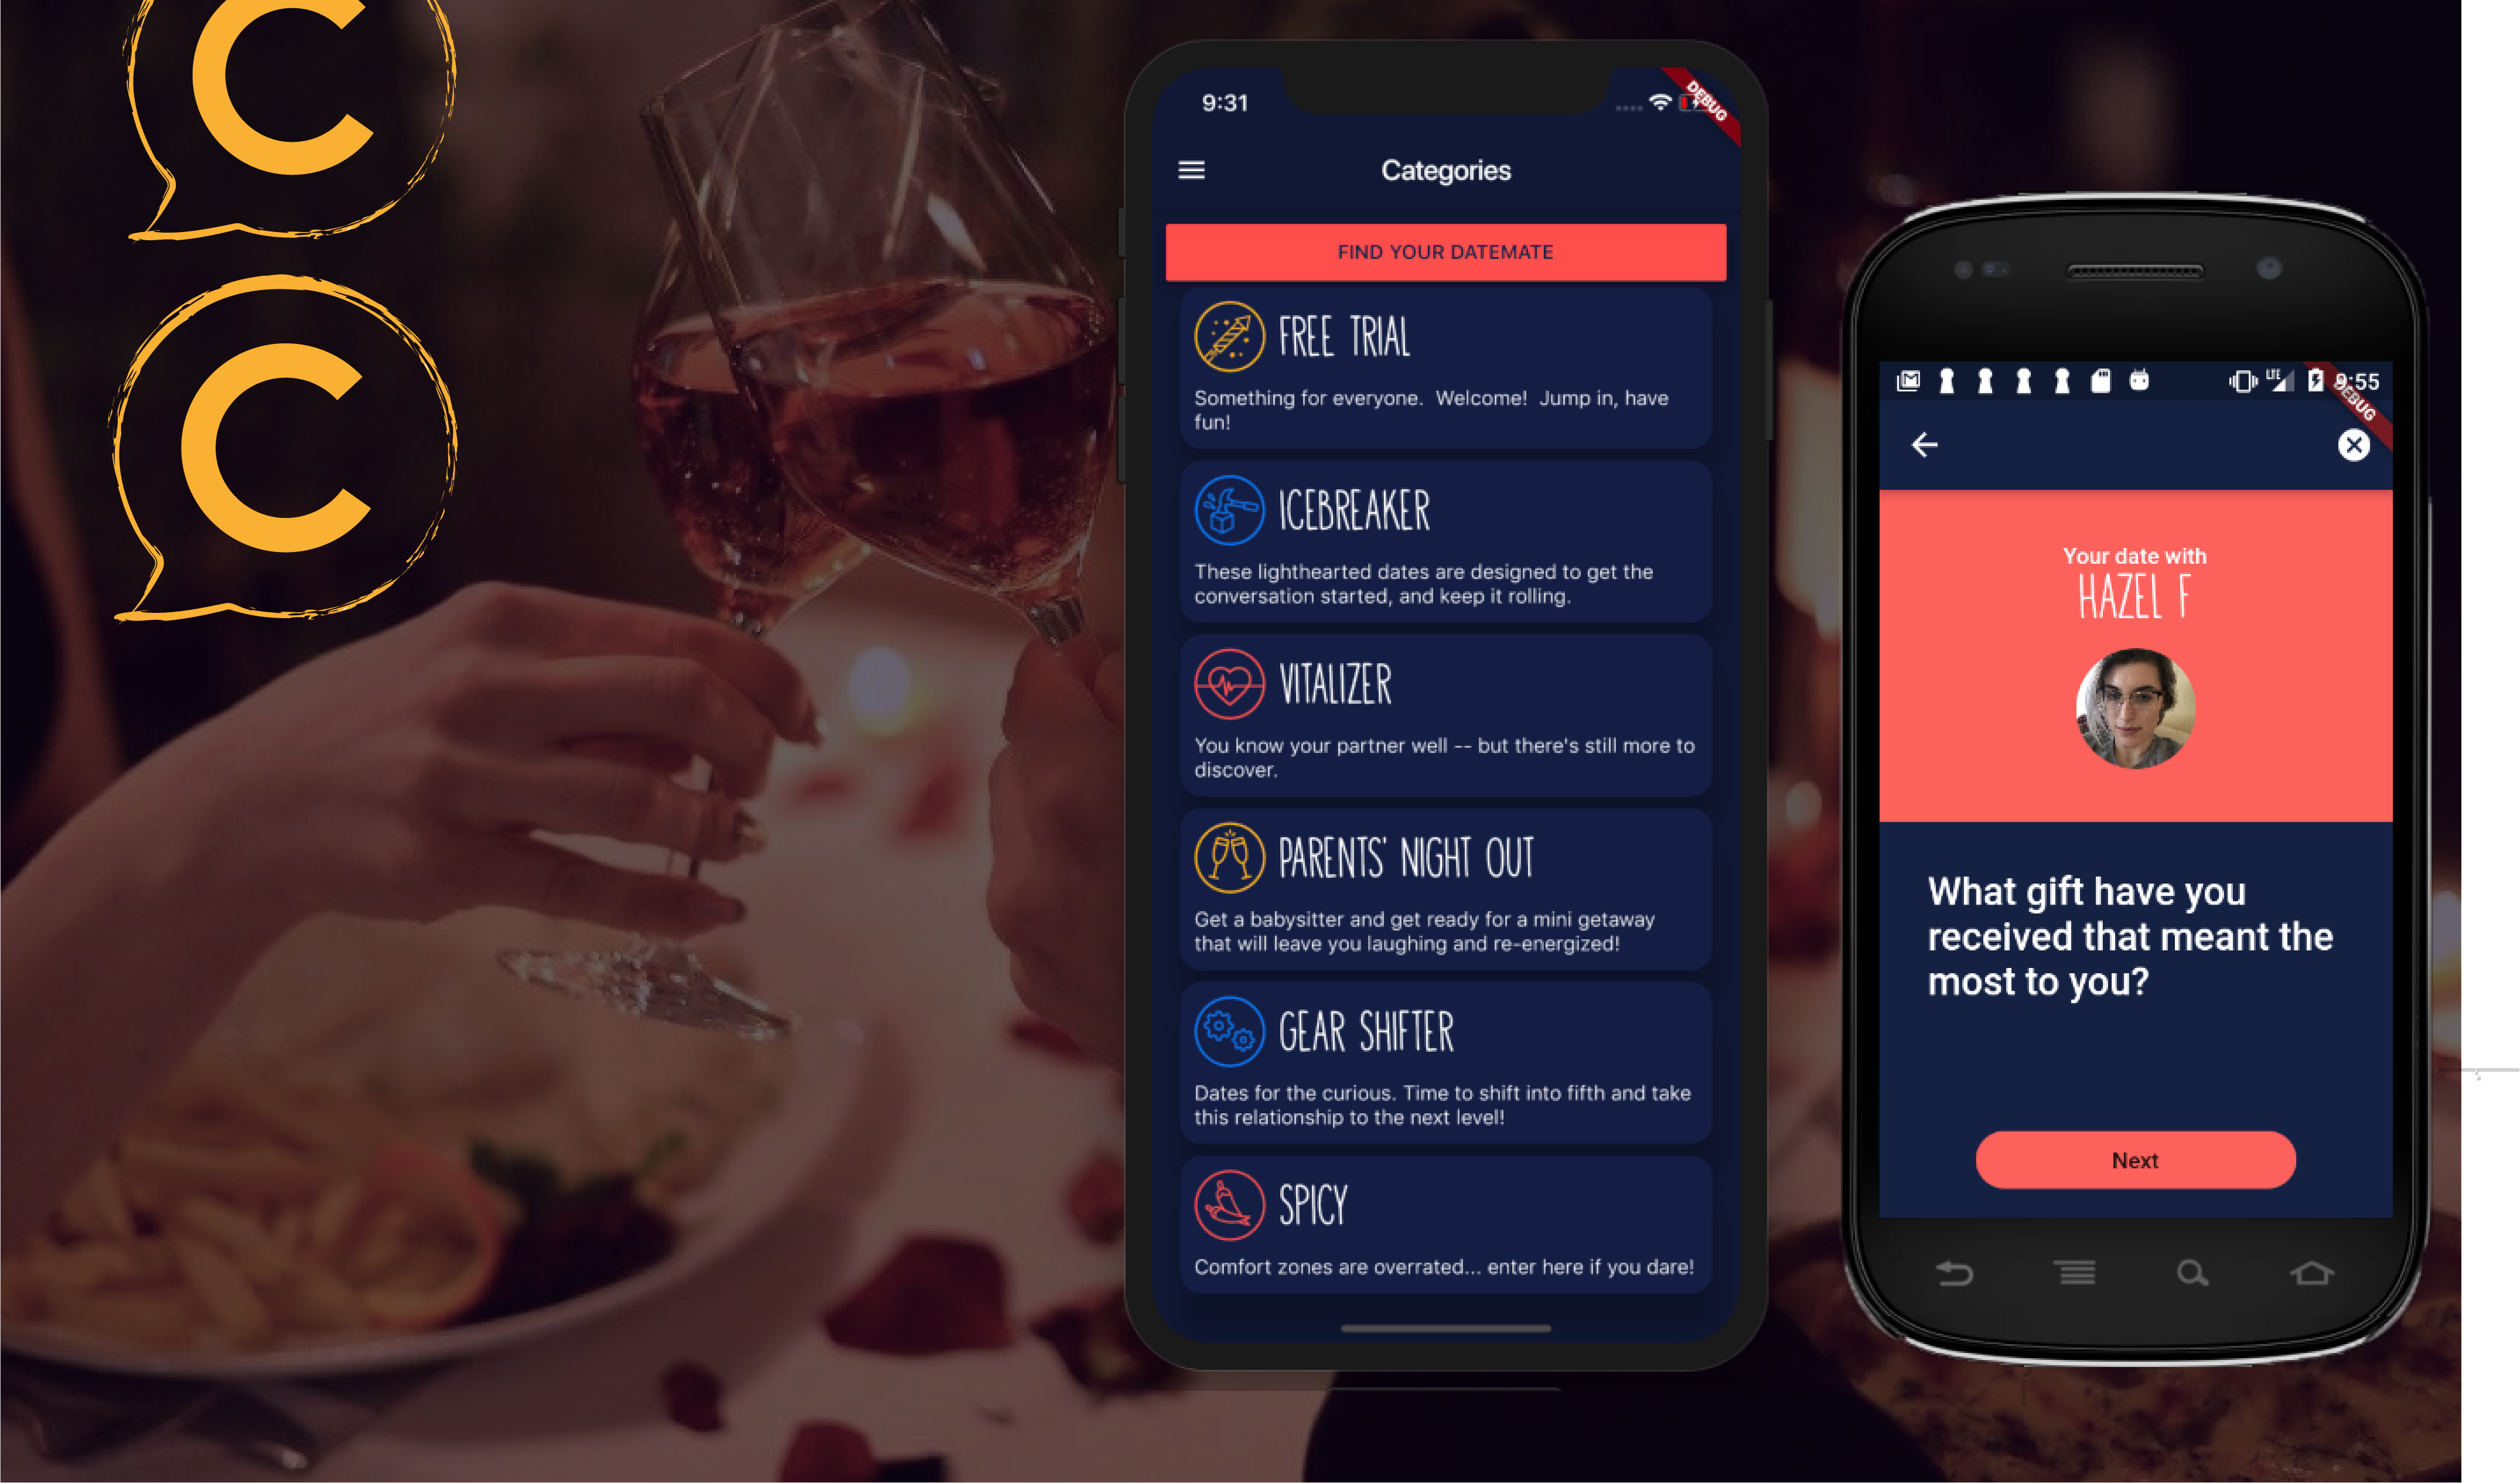 C
C
9:31
DEBUG
Categories
FIND YOUR DATEMATE
FREE TRIAL
Something for everyone.  Welcome!  Jump in, have
fun!
ICEBREAKER
These lighthearted dates are designed to get the
conversation started, and keep it rolling.
VITALIZER
You know your partner well -- but there's still more to
discover.
PARENTS' NIGHT OUT
Get a babysitter and get ready for a mini getaway
that will leave you laughing and re-energized!
GEAR SHIFTER
Dates for the curious. Time to shift into fifth and take
this relationship to the next level!
SPICY
Comfort zones are overrated... enter here if you dare!
LTE 9:55
DEBUG
Your date with
HAZEL F
What gift have you
received that meant the
most to you?
Next